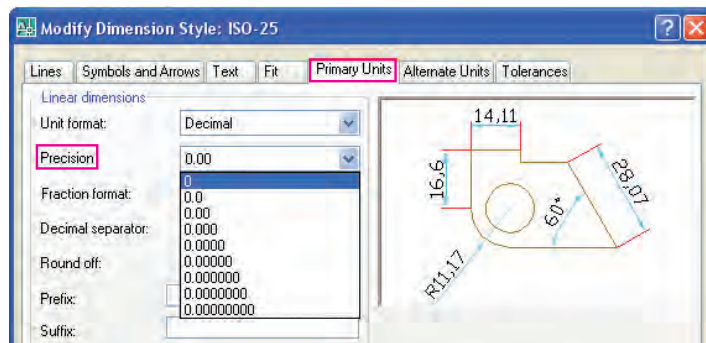 Modify Dimension Style: ISO-25
Lines Symbols and Arrows Text Fit Primary Units Alternate Units Tolerances
Linear dimensions
Unit format: Decimal
Precision 0.00
0
0.0
0.00
0.000
0.0000
0.00000
0.000000
0.0000000
0.00000000
Fraction format:
Decimal separator:
Round off:
Prefix:
Suffix:
14,11
16,6
28,07
60°
R11,17